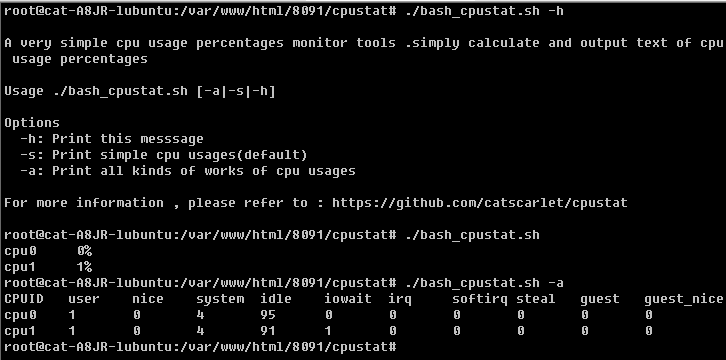 root@cat-A8JR-lubuntu:/var/www/html/8091/cpustat# ./bash_cpustat.sh -h
A very simple cpu usage percentages monitor tools .simply calculate and output text of cpu
usage percentages
Usage ./bash_cpustat.sh [-a|-s|-h]
Options
-h: Print this messsage
-s: Print simple cpu usages(default)
-a: Print all kinds of works of cpu usages
For more information , please refer to : https://github.com/catscarlet/cpustat
root@cat-A8JR-lubuntu:/var/www/html/8091/cpustat# ./bash_cpustat.sh
cpu0 0%
cpu1 1%
root@cat-A8JR-lubuntu:/var/www/html/8091/cpustat# ./bash_cpustat.sh -a
CPUID user nice system idle iowait irq softirq steal guest guest_nice
cpu0 1 0 4 95 0 0 0 0 0 0
cpu1 1 0 4 91 1 0 0 0 0 0
root@cat-A8JR-lubuntu:/var/www/html/8091/cpustat#